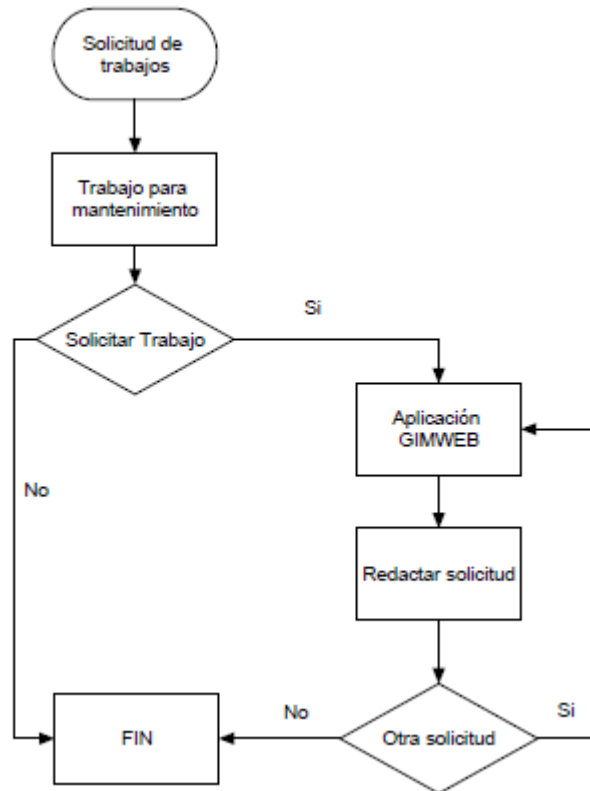 Solicitud de
trabajos
Trabajo para
mantenimiento
Solicitar Trabajo
Si
Aplicación
GIMWEB
No
Redactar solicitud
FIN
No
Otra solicitud
Si